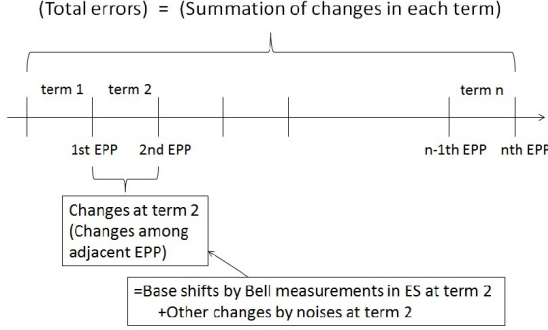 (Total errors) = (Summation of changes in each term)
term 1
term 2
term n
1st EPP
2nd EPP
n-1th EPP
nth EPP
Changes at term 2
(Changes among
adjacent EPP)
=Base shifts by Bell measurements in ES at term 2
+Other changes by noises at term 2